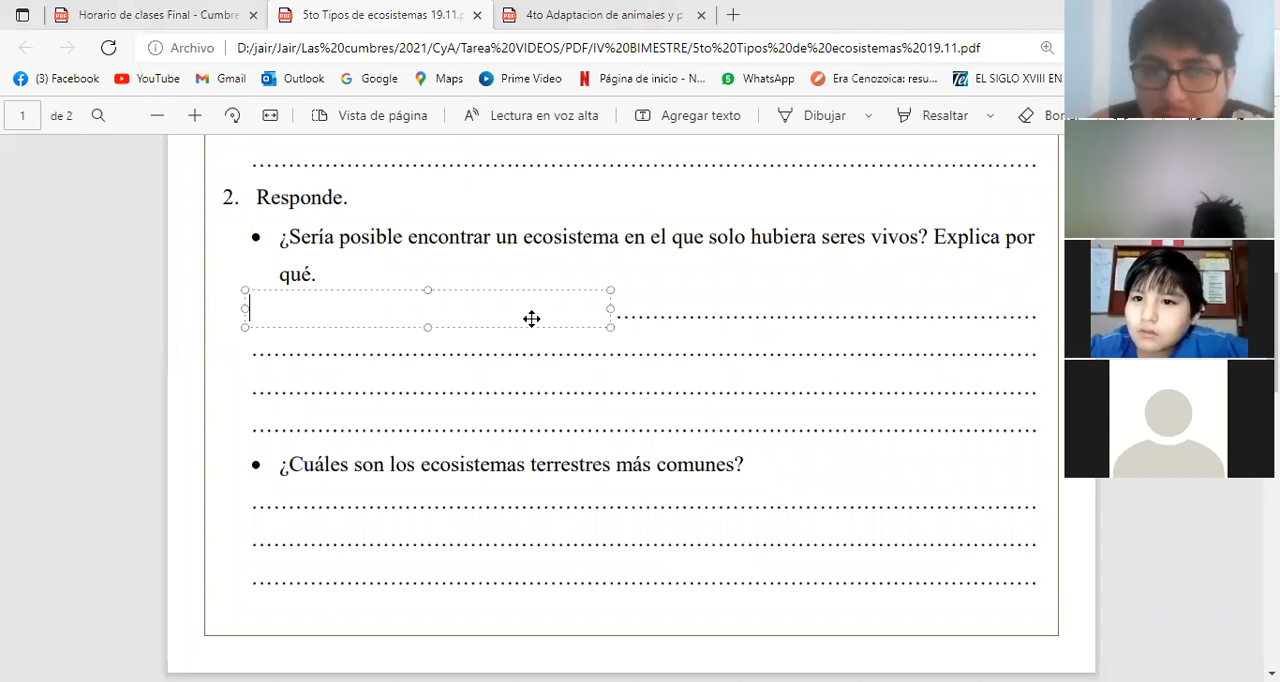 Horario de clases Final - Cumbre
5to Tipos de ecosistemas 19.11.p
4to Adaptacion de animales y p
Archivo
D:/jair/Jair/Las%20cumbres/2021/CyA/Tarea%20VIDEOS/PDF/IV%20BIMESTRE/5to%20Tipos%20de%20ecosistemas%2019.11.pdf
(3) Facebook
YouTube
Gmail
Outlook
Google
Maps
Prime Video
Página de inicio - N...
WhatsApp
Era Cenozoica: resu...
EL SIGLO XVIII EN
1
de 2
Vista de página
Lectura en voz alta
Agregar texto
Dibujar
Resaltar
Bor
2. Responde.
• ¿Sería posible encontrar un ecosistema en el que solo hubiera seres vivos? Explica por
qué.
• ¿Cuáles son los ecosistemas terrestres más comunes?